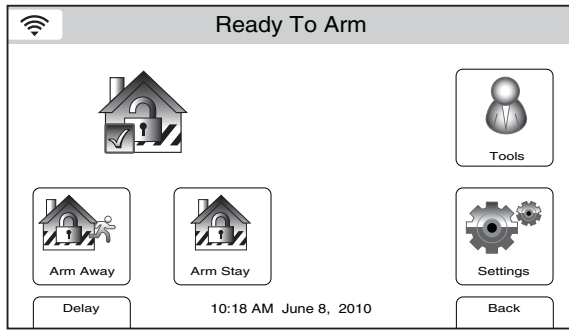 Ready To Arm
Tools
Arm Away
Arm Stay
Settings
Delay
10:18 AM June 8, 2010
Back